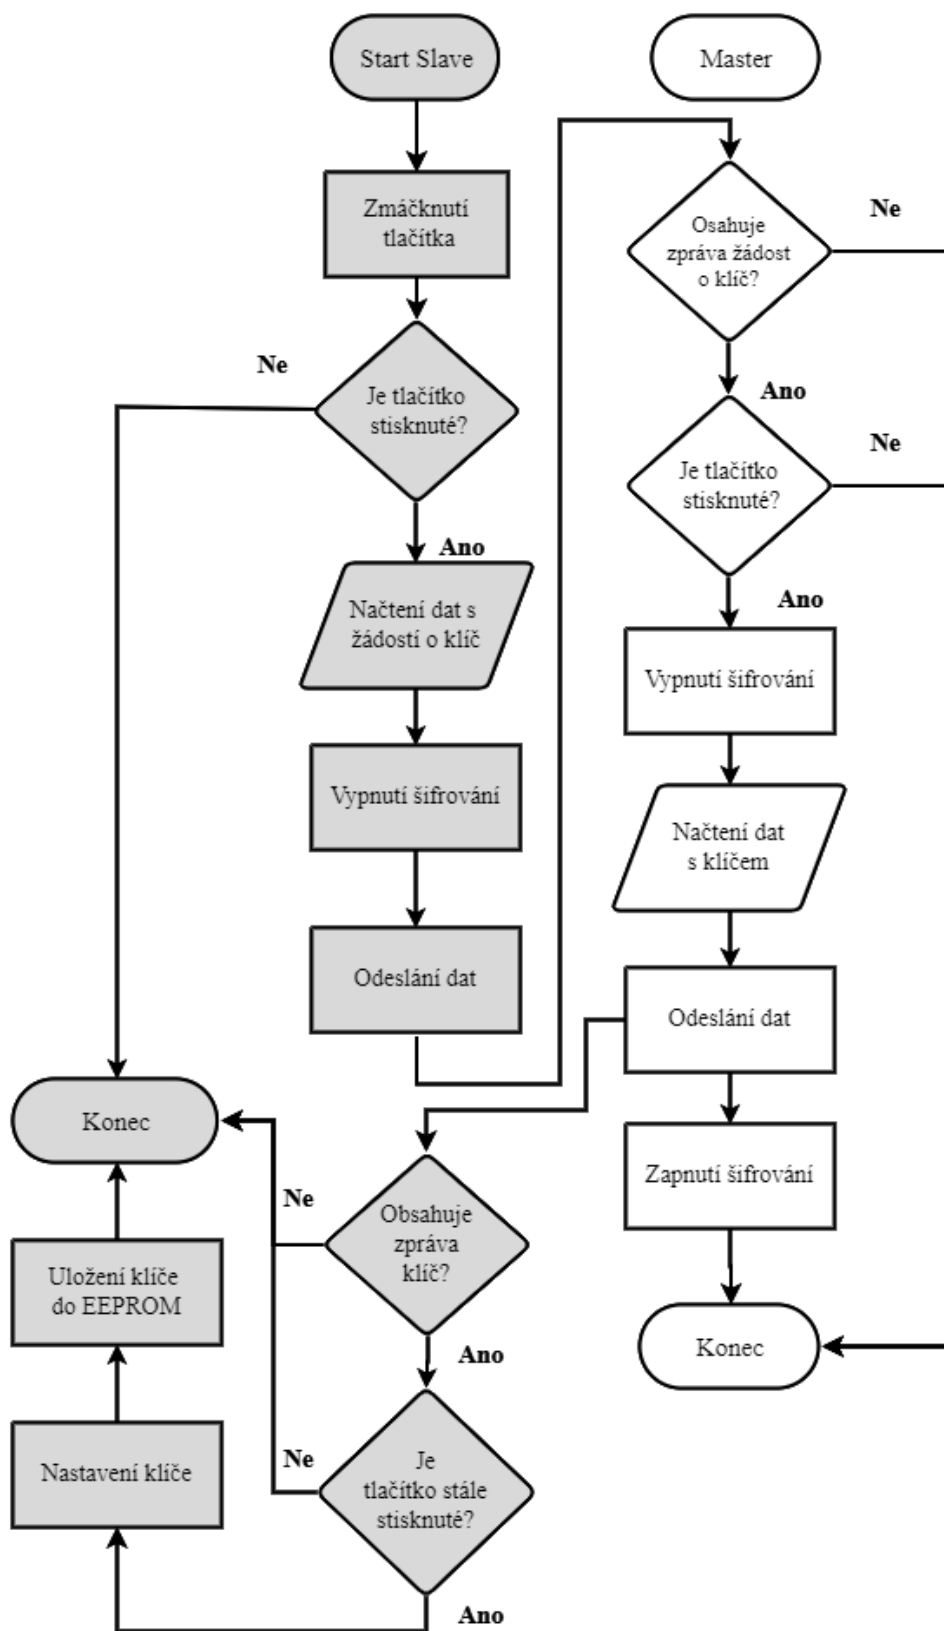 Start Slave
Zmáčknutí
tlačítka
Je tlačítko
stisknuté?
Ne
Ano
Načtení dat s
žádostí o klíč
Vypnutí šifrování
Odeslání dat
Konec
Obsahuje
zpráva
klíč?
Ne
Ano
Je
tlačítko stále
stisknuté?
Ne
Ano
Nastavení klíče
Uložení klíče
do EEPROM
Master
Osahuje
zpráva žádost
o klíč?
Ne
Ano
Je tlačítko
stisknuté?
Ne
Ano
Vypnutí šifrování
Načtení dat
s klíčem
Odeslání dat
Zapnutí šifrování
Konec